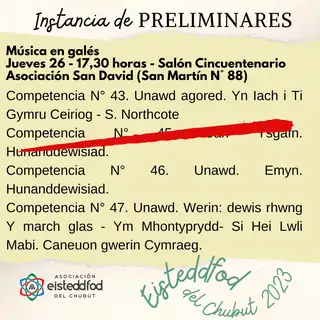 Instancia de PRELIMINARES
Música en galés
Jueves 26 - 17,30 horas - Salón Cincuentenario
Asociación San David (San Martín N° 88)
Competencia N° 43. Unawd agored. Yn Iach i Ti
Gymru Ceiriog - S. Northcote
Competencia N° 45.
Hunanddewisiad.
Competencia N° 46. Unawd. Emyn.
Hunanddewisiad.
Competencia N° 47. Unawd. Werin: dewis rhwng
Y march glas - Ym Mhontyprydd- Si Hei Lwli
Mabi. Caneuon gwerin Cymraeg.
ASOCIACIÓN
eisteddfod
DEL CHUBUT
Eisteddfod
del Chubut 2023